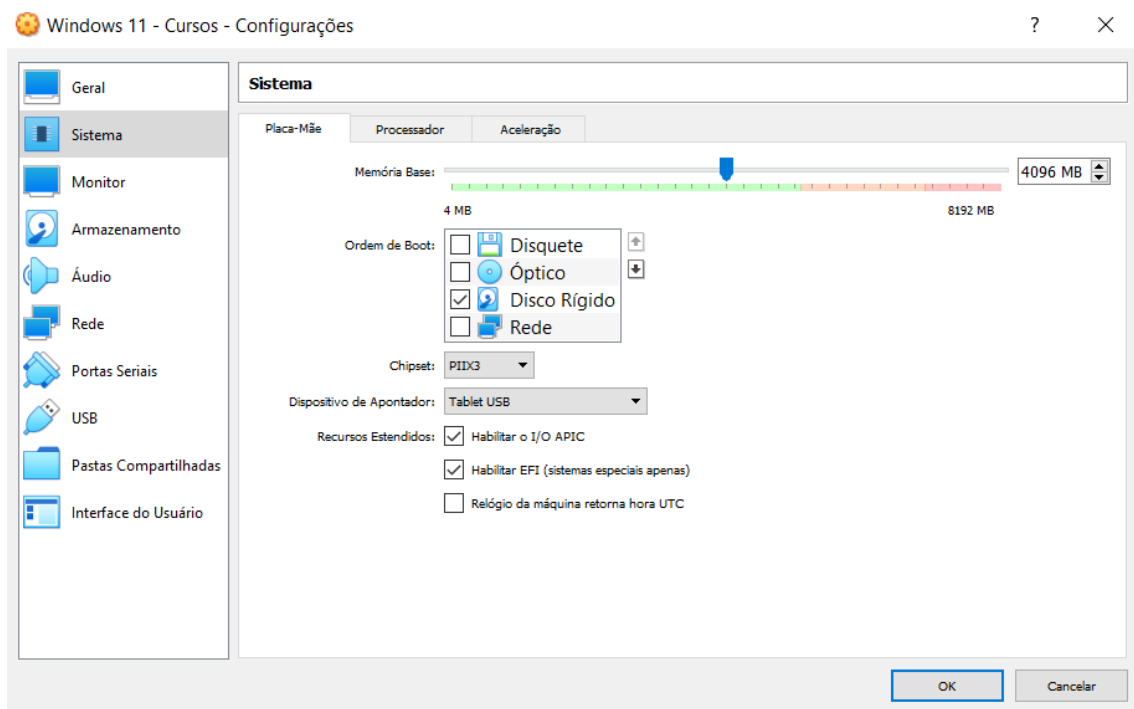 Windows 11 - Cursos - Configurações
?
Geral
Sistema
Monitor
Armazenamento
Áudio
Rede
Portas Seriais
USB
Pastas Compartilhadas
Interface do Usuário
Sistema
Placa-Mãe Processador Aceleração
Memória Base: 4096 MB
4 MB 8192 MB
Ordem de Boot: Disquete
Óptico
Disco Rígido
Rede
Chipset: PIIX3
Dispositivo de Apontador: Tablet USB
Recursos Estendidos: Habilitar o I/O APIC
Habilitar EFI (sistemas especiais apenas)
Relógio da máquina retorna hora UTC
OK Cancelar